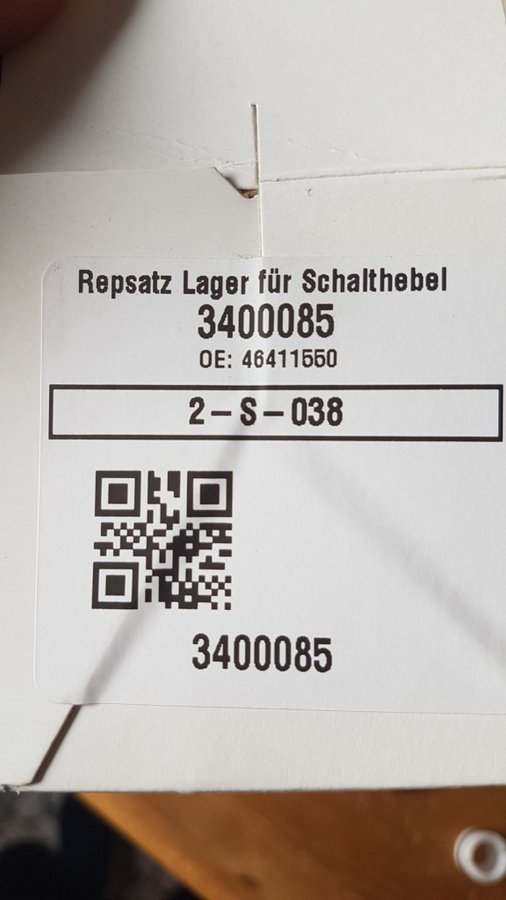 Repsatz Lager für Schalthebel
3400085
OE: 46411550
2-S-038
3400085